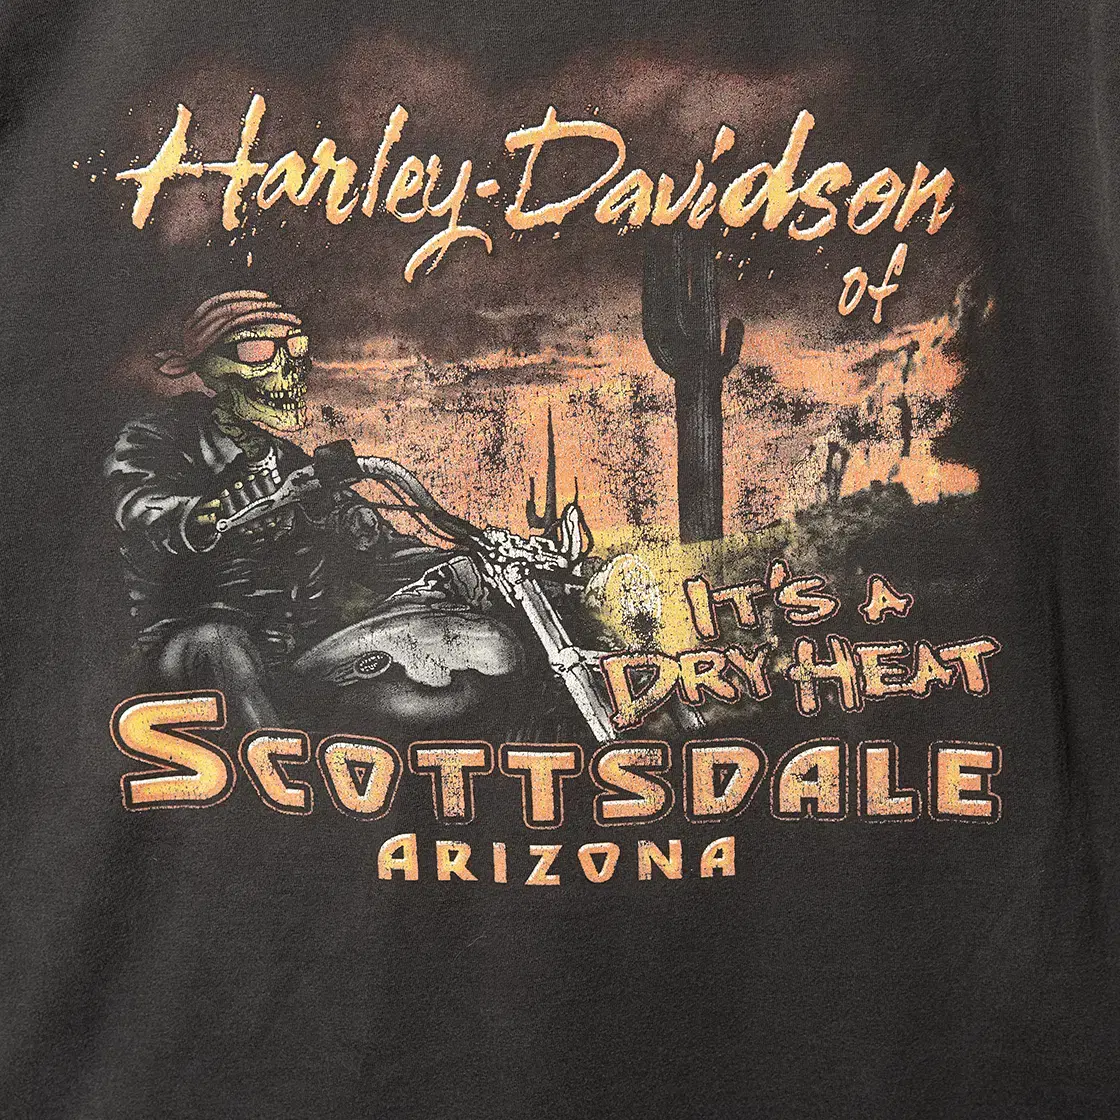 Harley-Davidson
of
IT'S A
DRY HEAT
SCOTTSDALE
ARIZONA